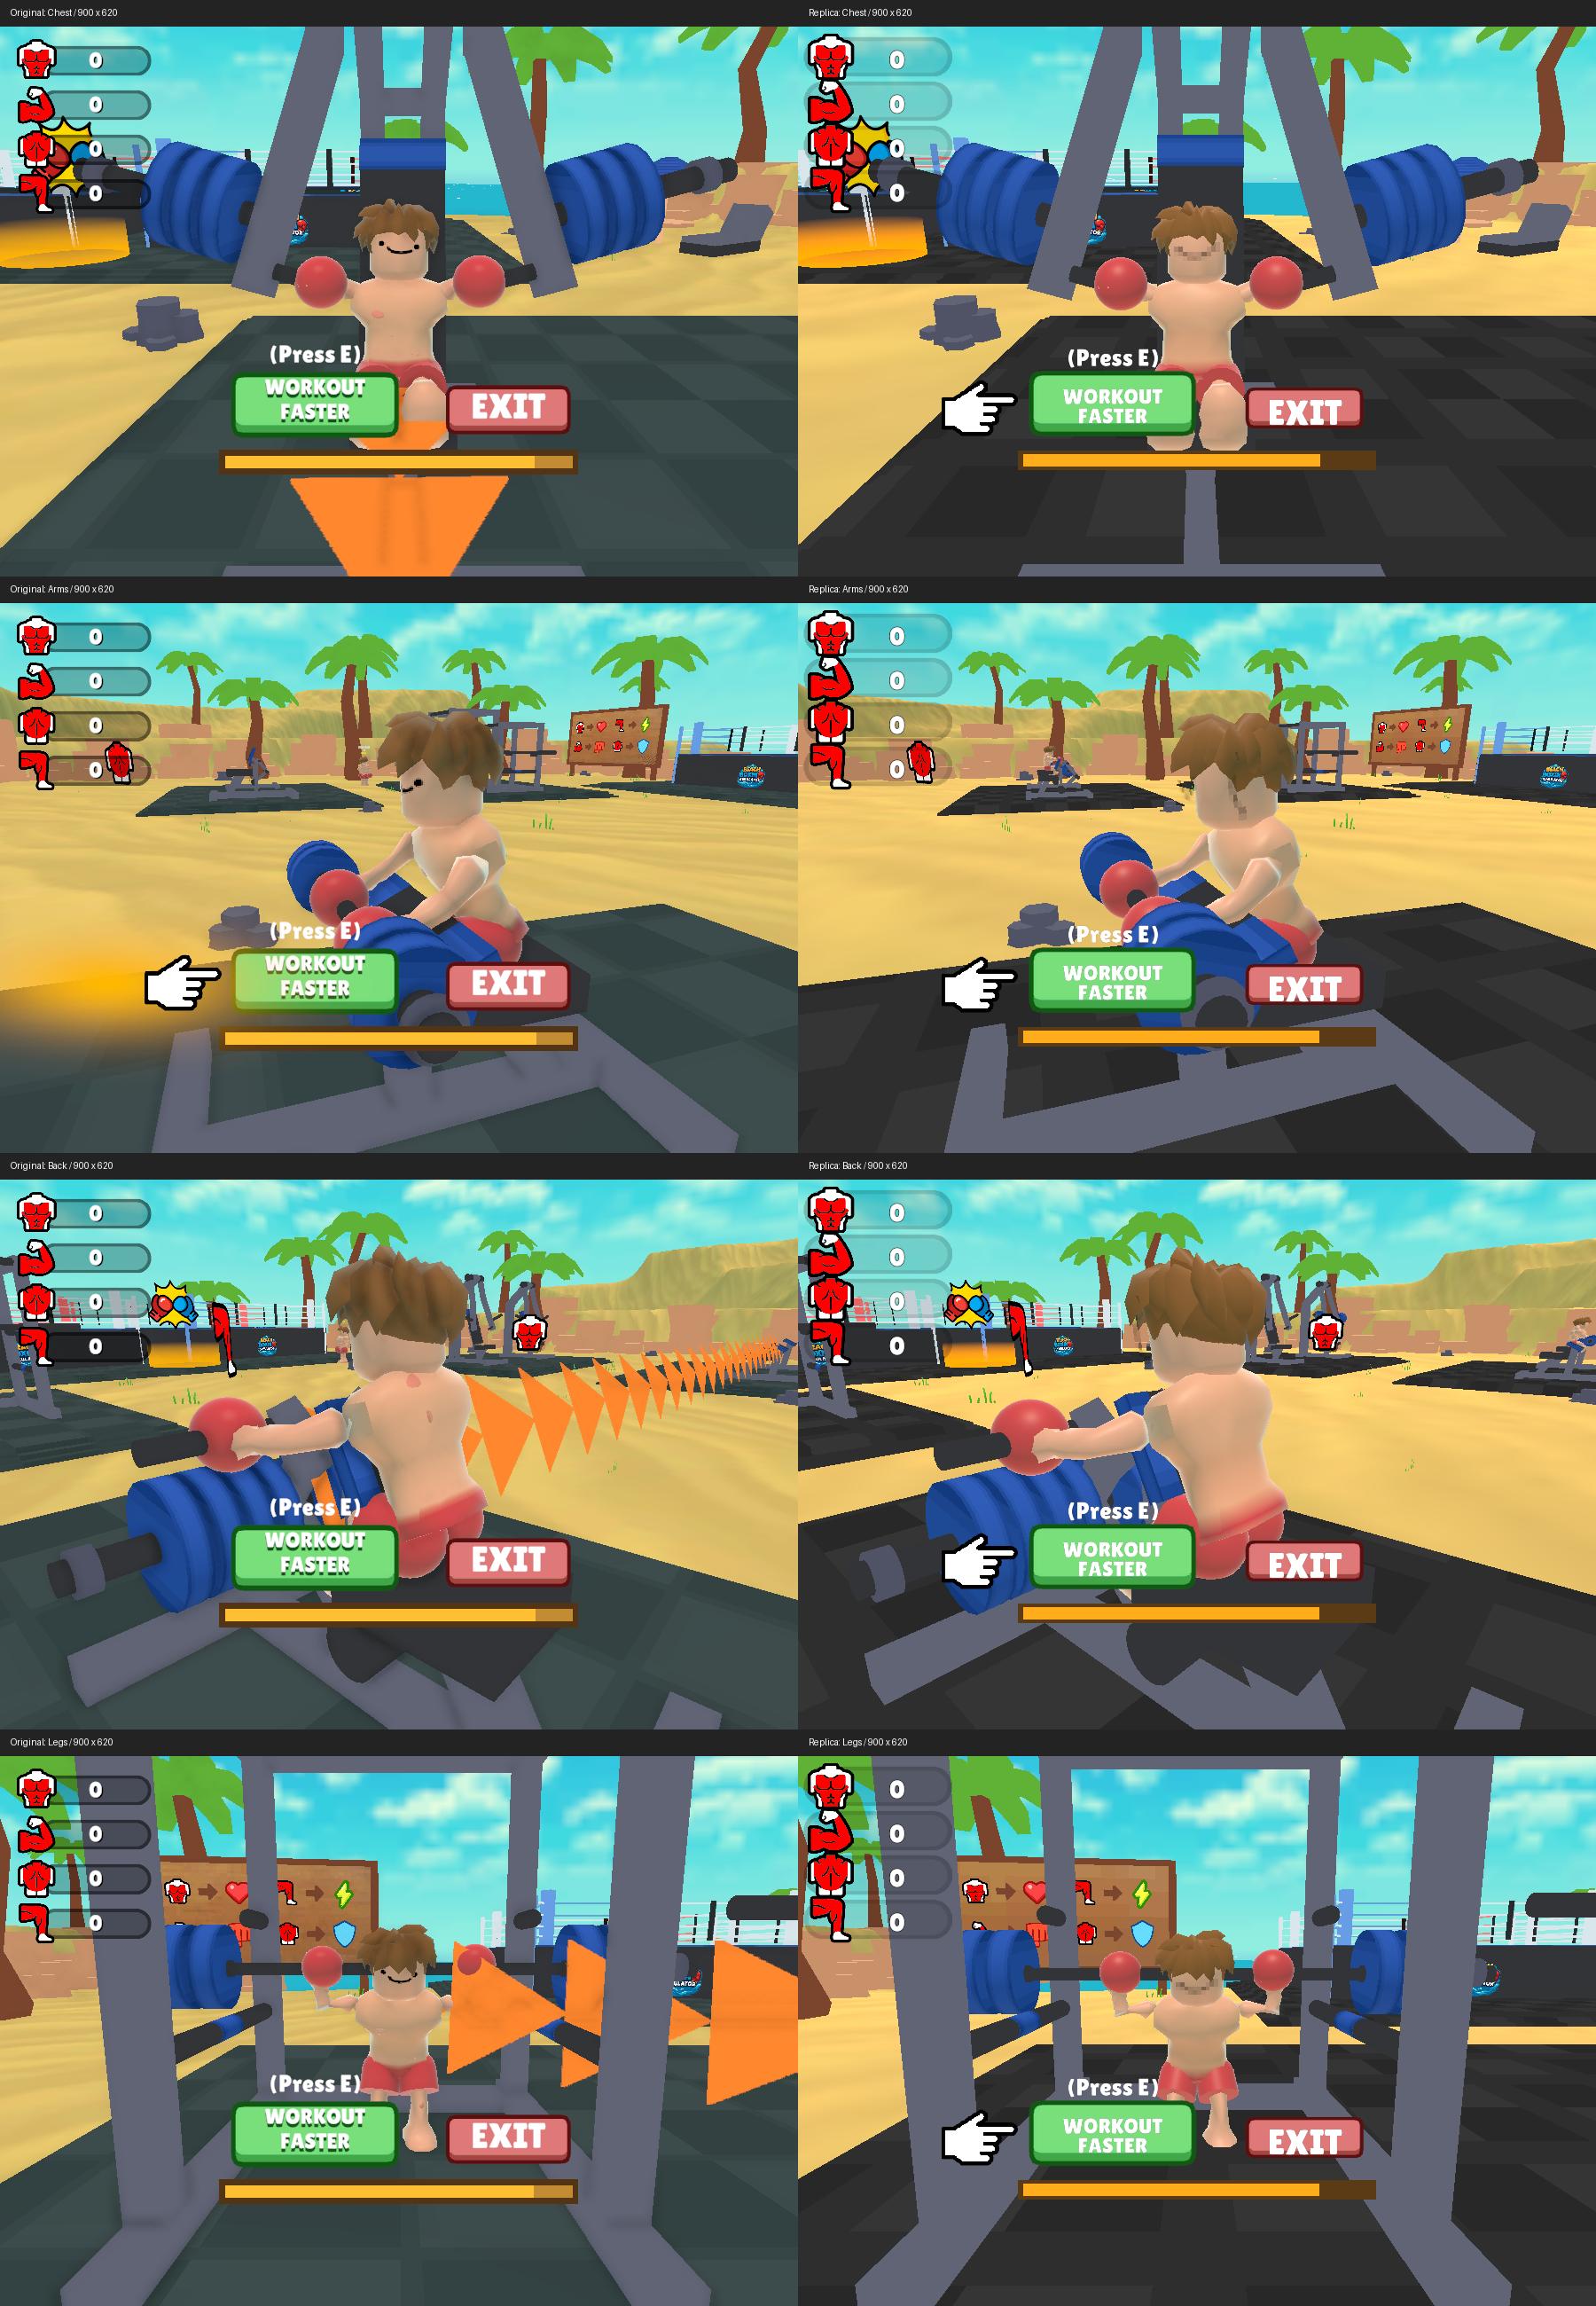 Original: Chest / 900 x 620
Replica: Chest / 900 x 620
0
0
0
0
(Press E)
WORKOUT
FASTER
EXIT
0
0
0
0
(Press E)
WORKOUT
FASTER
EXIT
Original: Arms / 900 x 620
Replica: Arms / 900 x 620
0
0
0
0
(Press E)
WORKOUT
FASTER
EXIT
0
0
0
0
(Press E)
WORKOUT
FASTER
EXIT
Original: Back / 900 x 620
Replica: Back / 900 x 620
0
0
0
0
(Press E)
WORKOUT
FASTER
EXIT
0
0
0
0
(Press E)
WORKOUT
FASTER
EXIT
Original: Legs / 900 x 620
Replica: Legs / 900 x 620
0
0
0
0
(Press E)
WORKOUT
FASTER
EXIT
0
0
0
0
(Press E)
WORKOUT
FASTER
EXIT